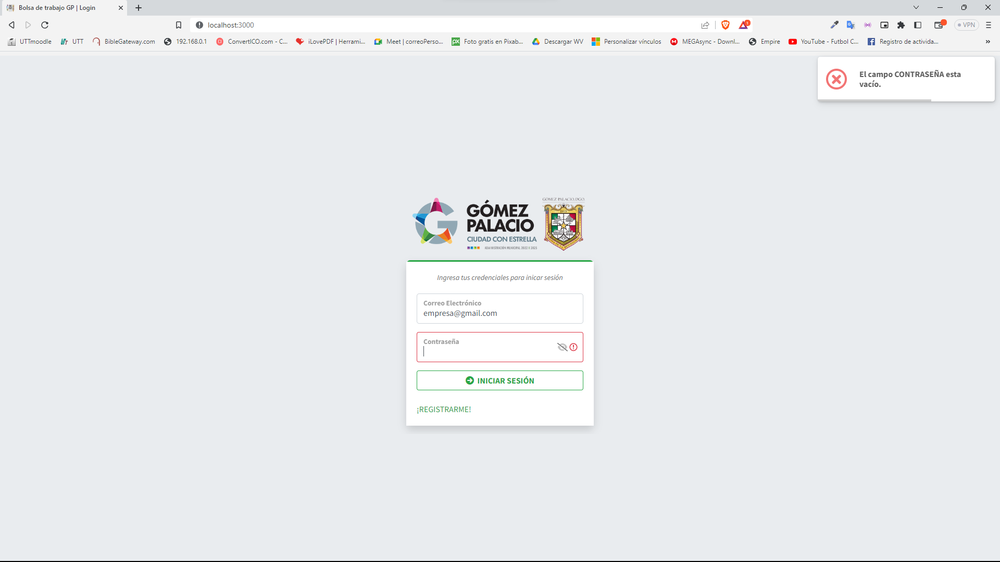 Bolsa de trabajo GP | Login
localhost:3000
1
VPN
UTTmoodle
UTT
BibleGateway.com
192.168.0.1
ConvertICO.com - C...
iLovePDF | Herrami...
Meet | correoPerso...
Foto gratis en Pixab...
Descargar WV
Personalizar vínculos
MEGAsync - Downl...
Empire
YouTube - Futbol C...
Registro de activida...
El campo CONTRASEÑA esta
vacío.
GÓMEZ
PALACIO
CIUDAD CON ESTRELLA
ADMINISTRACIÓN MUNICIPAL 2022 | 2025
GOMEZ PALACIO, DGO.
1905
Ingresa tus credenciales para inicar sesión
Correo Electrónico
empresa@gmail.com
Contraseña
INICIAR SESIÓN
¡REGISTRARME!